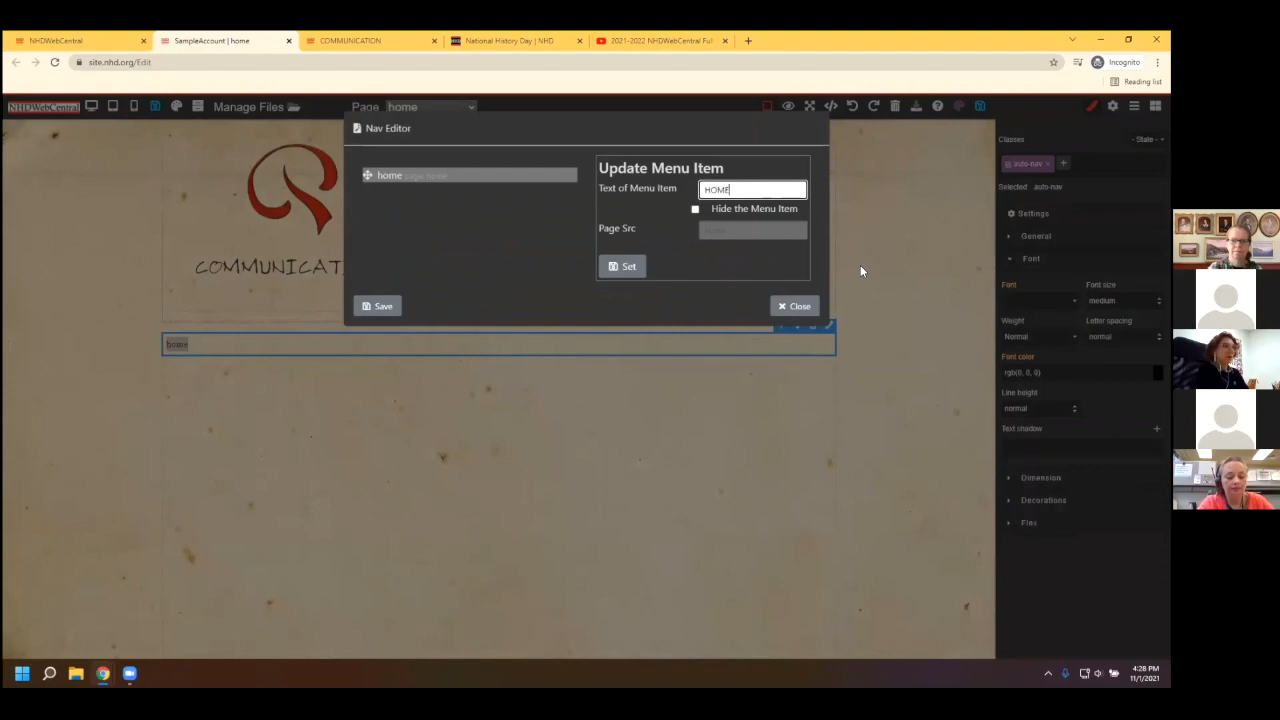 NHDWebCentral
SampleAccount | home
COMMUNICATION
National History Day | NHD
2021-2022 NHDWebCentral Full
site.nhd.org/Edit
Incognito
Reading list
NHDWebCentral
Manage Files
Page home
Nav Editor
home page: home
Update Menu Item
Text of Menu Item HOME
Hide the Menu Item
Page Src home
Set
Save
Close
COMMUNICAT
home
Classes
- State -
auto-nav
Selected auto-nav
Settings
General
Font
Font Font size
medium
Weight Letter spacing
Normal normal
Font color
rgb(0, 0, 0)
Line height
normal
Text shadow
Dimension
Decorations
Flex
4:28 PM
11/1/2021